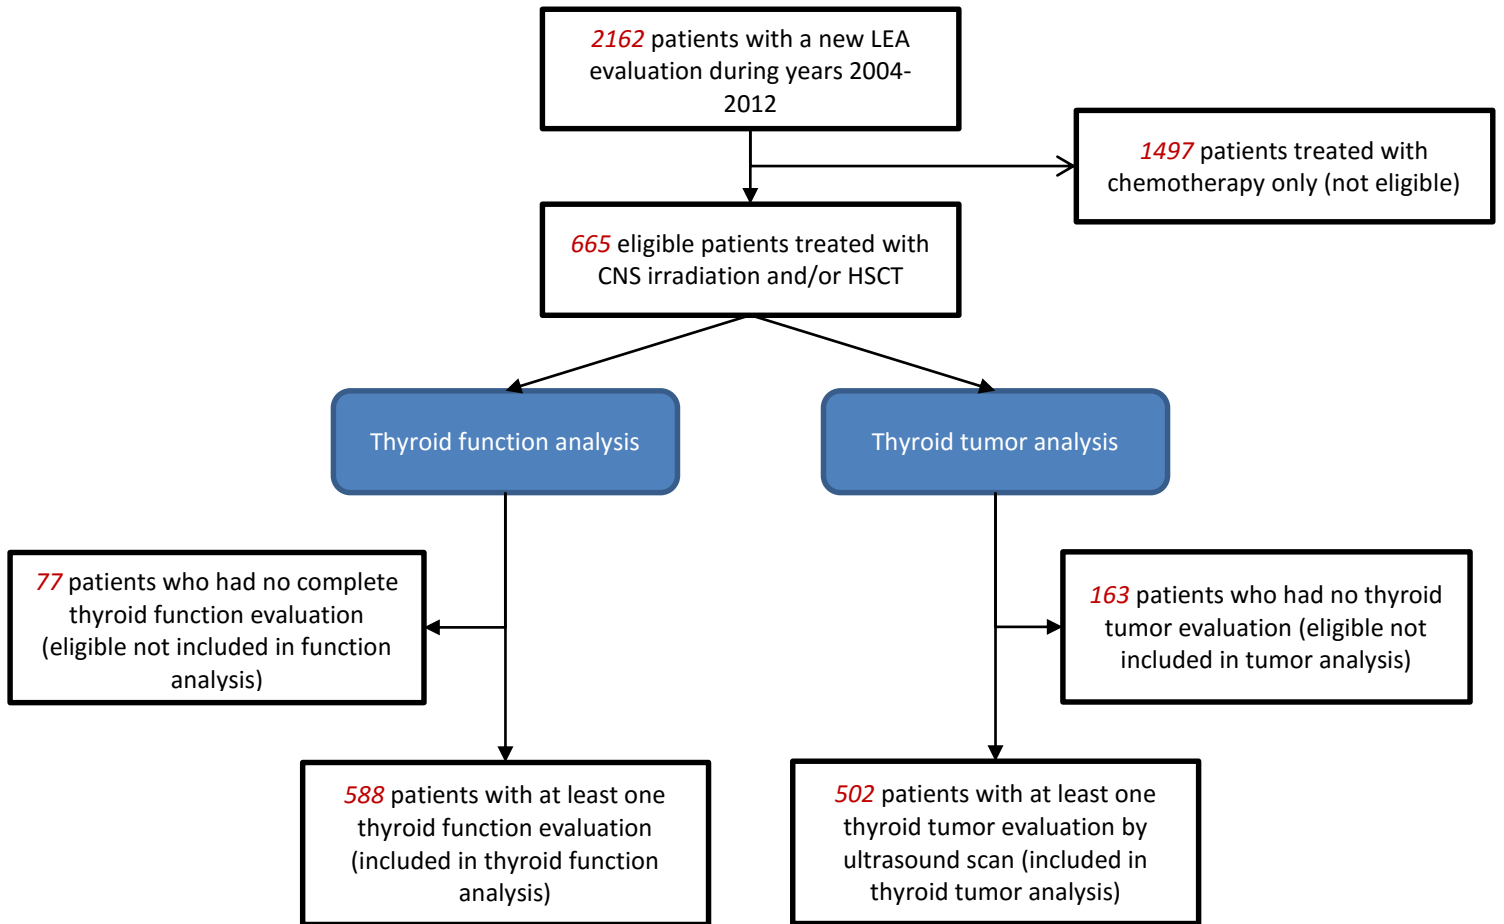 2162 patients with a new LEA
evaluation during years 2004-
2012
1497 patients treated with
chemotherapy only (not eligible)
665 eligible patients treated with
CNS irradiation and/or HSCT
Thyroid function analysis
Thyroid tumor analysis
77 patients who had no complete
thyroid function evaluation
(eligible not included in function
analysis)
163 patients who had no thyroid
tumor evaluation (eligible not
included in tumor analysis)
588 patients with at least one
thyroid function evaluation
(included in thyroid function
analysis)
502 patients with at least one
thyroid tumor evaluation by
ultrasound scan (included in
thyroid tumor analysis)